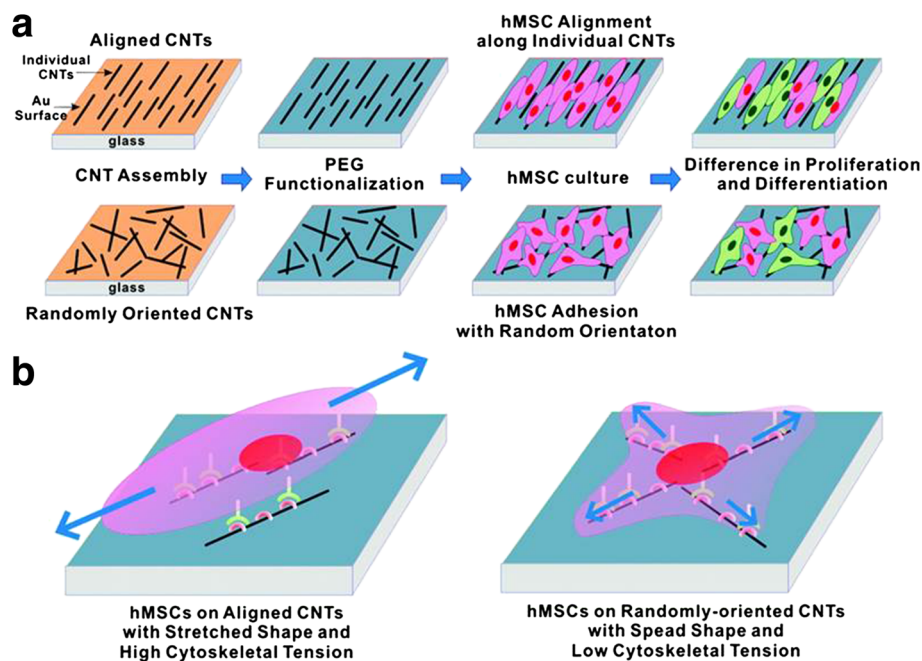 a
Aligned CNTs
Individual
CNTs
Au
Surface
glass
CNT Assembly
glass
Randomly Oriented CNTs
PEG
Functionalization
hMSC Alignment
along Individual CNTs
hMSC culture
hMSC Adhesion
with Random Orientaton
Difference in Proliferation
and Differentiation
b
hMSCs on Aligned CNTs
with Stretched Shape and
High Cytoskeletal Tension
hMSCs on Randomly-oriented CNTs
with Spead Shape and
Low Cytoskeletal Tension